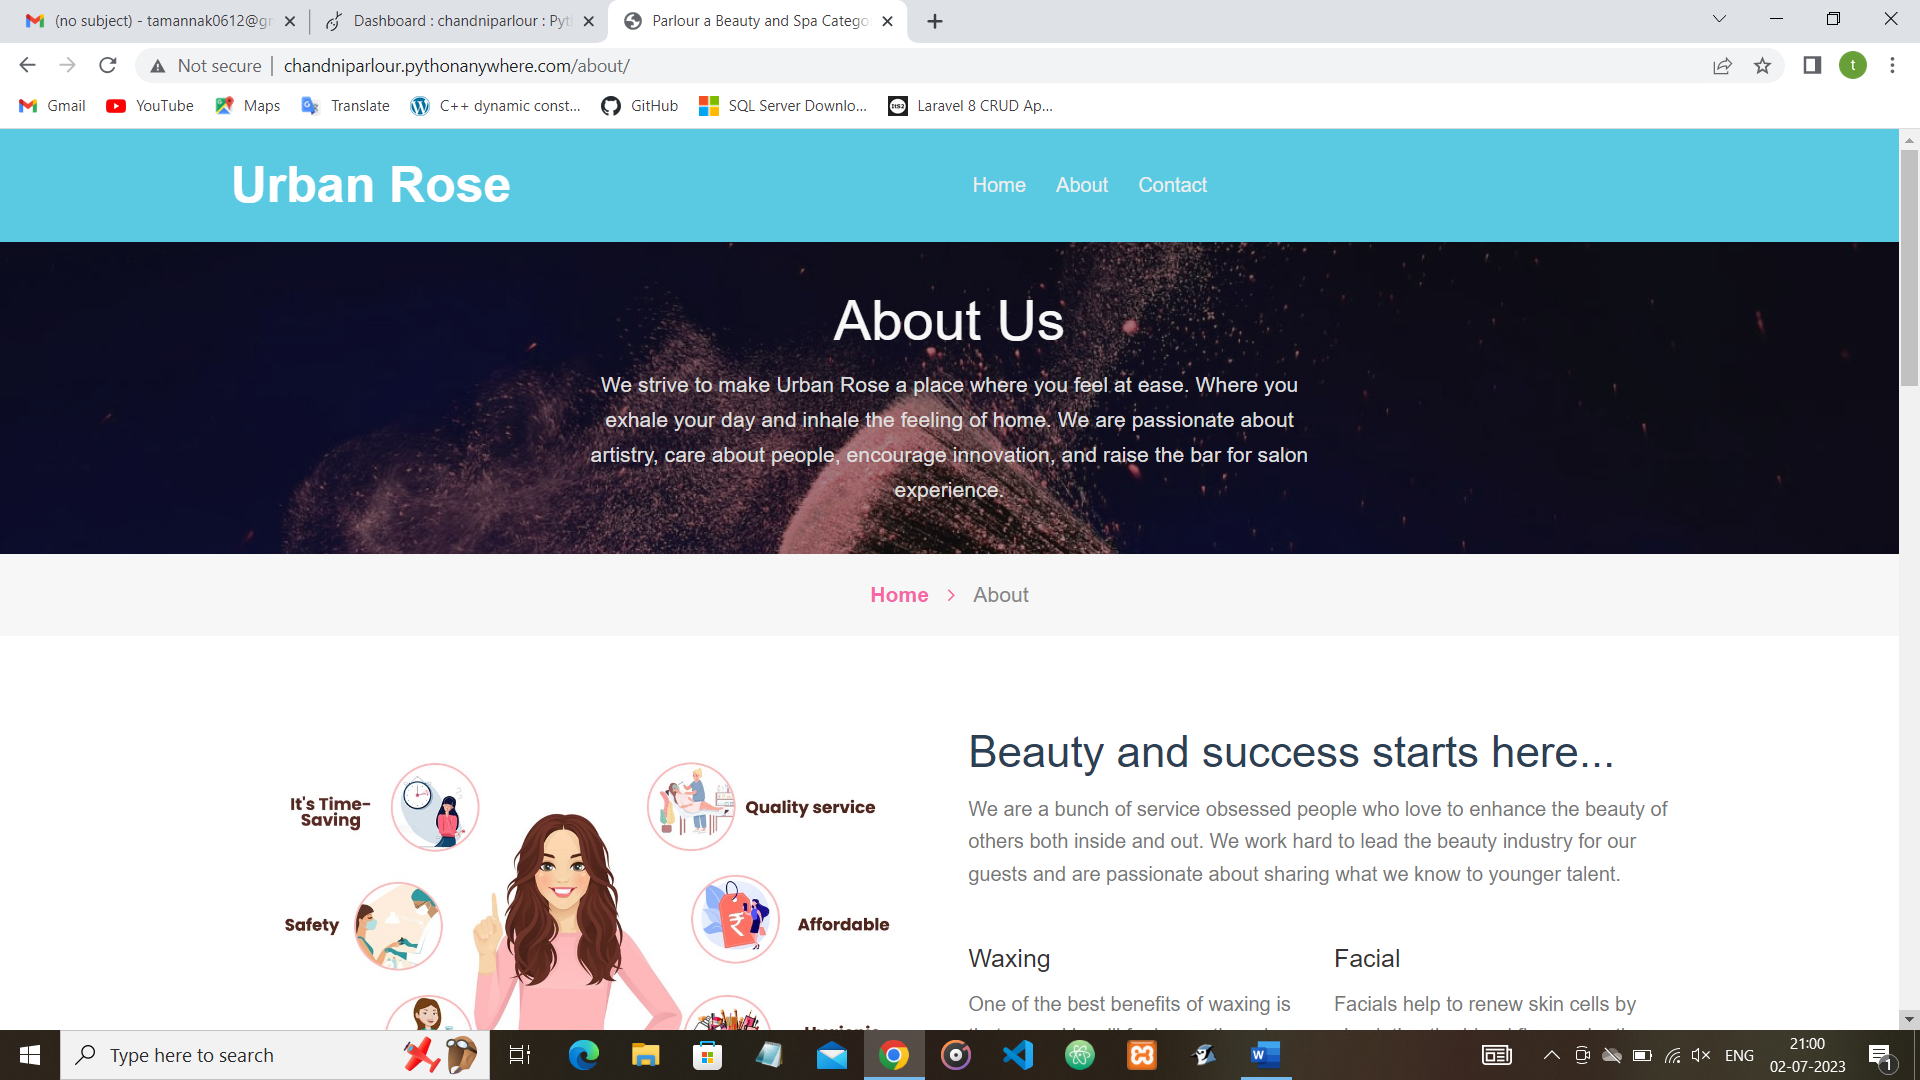 (no subject) - tamannak0612@gm
Dashboard : chandniparlour : Pyt
Parlour a Beauty and Spa Catego
Not secure | chandniparlour.pythonanywhere.com/about/
t
Gmail
YouTube
Maps
Translate
C++ dynamic const...
GitHub
SQL Server Downlo...
Laravel 8 CRUD Ap...
Urban Rose
Home
About
Contact
About Us
We strive to make Urban Rose a place where you feel at ease. Where you
exhale your day and inhale the feeling of home. We are passionate about
artistry, care about people, encourage innovation, and raise the bar for salon
experience.
Home > About
It's Time-
Saving
Quality service
Safety
Affordable
Beauty and success starts here...
We are a bunch of service obsessed people who love to enhance the beauty of
others both inside and out. We work hard to lead the beauty industry for our
guests and are passionate about sharing what we know to younger talent.
Waxing
One of the best benefits of waxing is
Facial
Facials help to renew skin cells by
Type here to search
ENG
21:00
02-07-2023
1